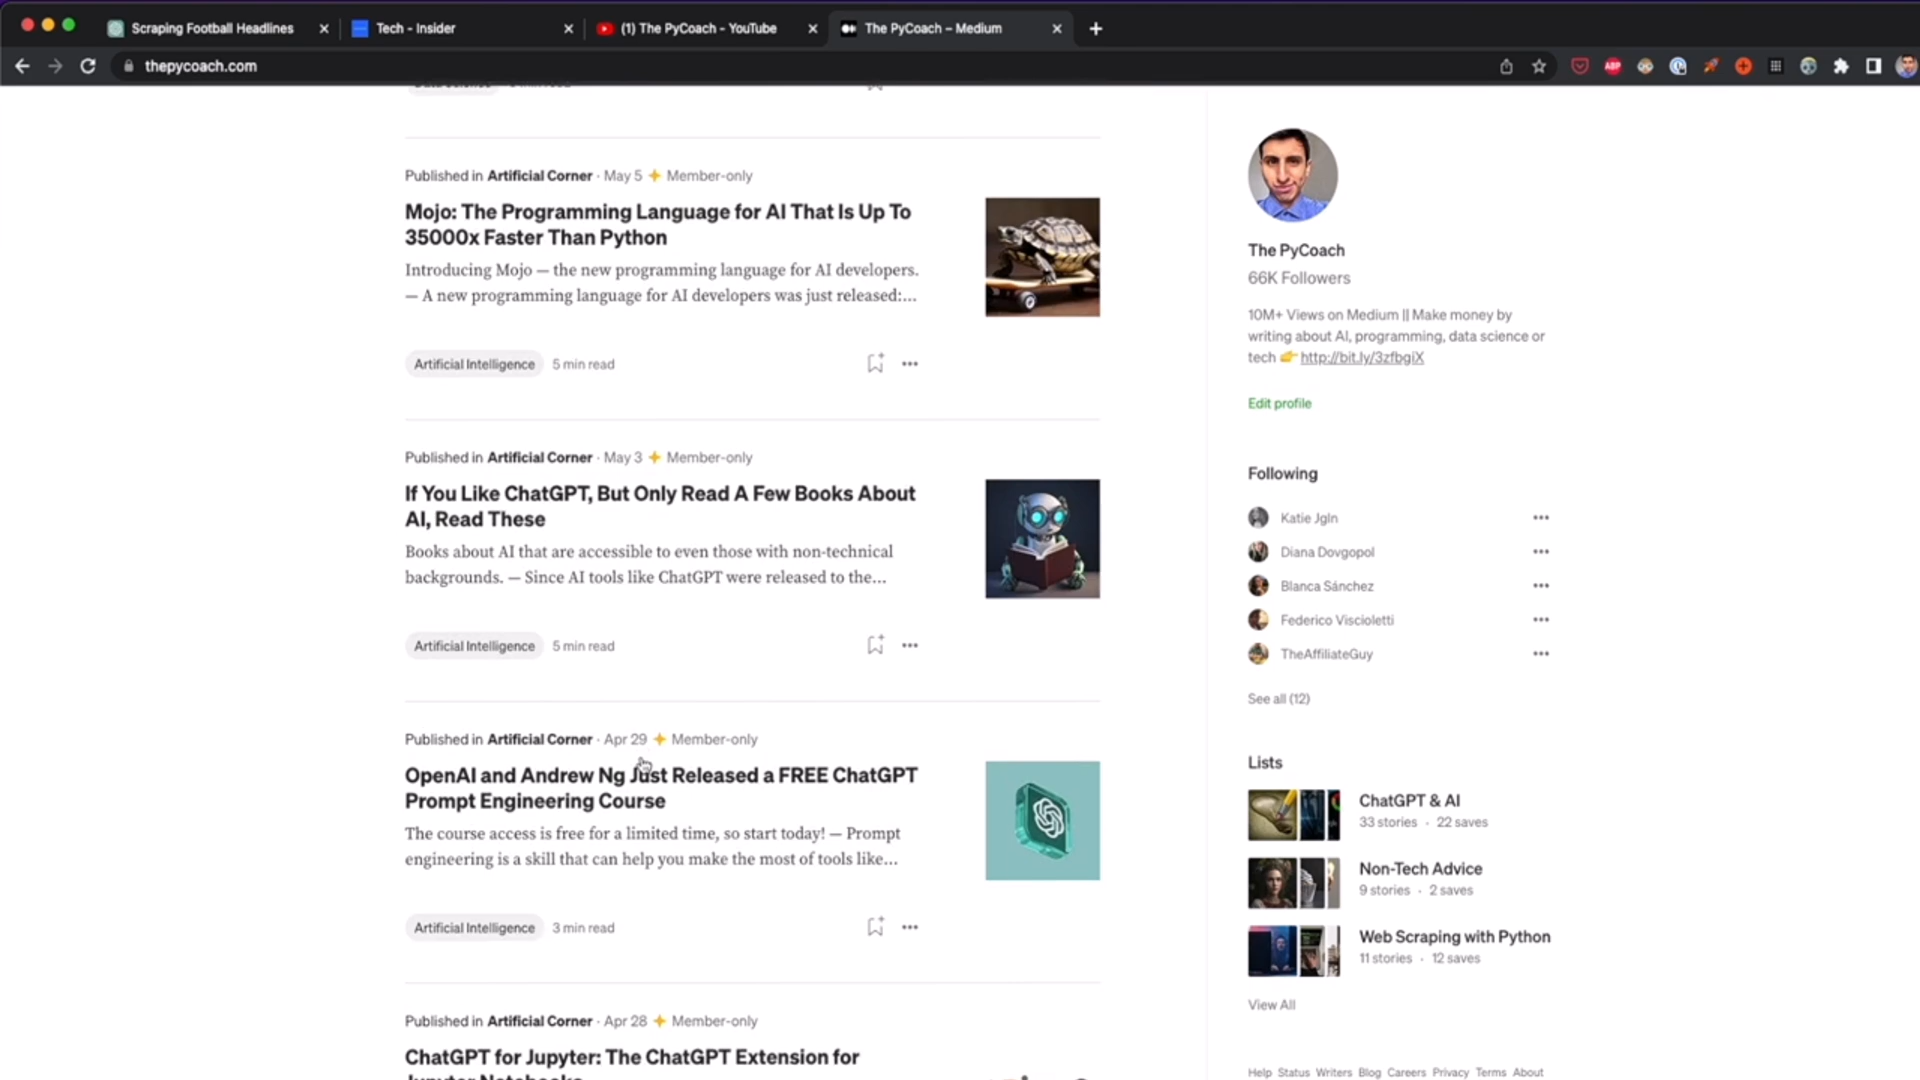 Scraping Football Headlines
Tech - Insider
(1) The PyCoach - YouTube
The PyCoach – Medium
thepycoach.com
ABP
Published in Artificial Corner · May 5 Member-only
Mojo: The Programming Language for AI That Is Up To
35000x Faster Than Python
Introducing Mojo — the new programming language for AI developers.
— A new programming language for AI developers was just released:...
Artificial Intelligence 5 min read
Published in Artificial Corner · May 3 Member-only
If You Like ChatGPT, But Only Read A Few Books About
AI, Read These
Books about AI that are accessible to even those with non-technical
backgrounds. — Since AI tools like ChatGPT were released to the...
Artificial Intelligence 5 min read
Published in Artificial Corner · Apr 29 Member-only
OpenAI and Andrew Ng Just Released a FREE ChatGPT
Prompt Engineering Course
The course access is free for a limited time, so start today! — Prompt
engineering is a skill that can help you make the most of tools like...
Artificial Intelligence 3 min read
Published in Artificial Corner · Apr 28 Member-only
ChatGPT for Jupyter: The ChatGPT Extension for
The PyCoach
66K Followers
10M+ Views on Medium || Make money by
writing about AI, programming, data science or
tech 👉 http://bit.ly/3zfbgiX
Edit profile
Following
Katie Jgln
Diana Dovgopol
Blanca Sánchez
Federico Viscioletti
TheAffiliateGuy
See all (12)
Lists
ChatGPT & AI
33 stories · 22 saves
Non-Tech Advice
9 stories · 2 saves
Web Scraping with Python
11 stories · 12 saves
View All
Help Status Writers Blog Careers Privacy Terms About